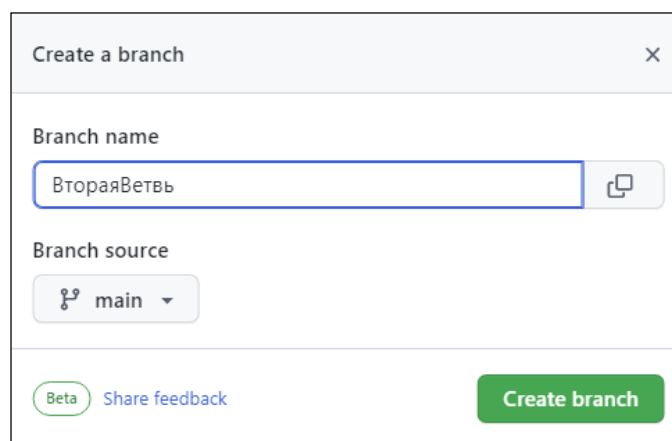 Create a branch
Branch name
ВтораяВетвь
Branch source
main
Beta Share feedback
Create branch